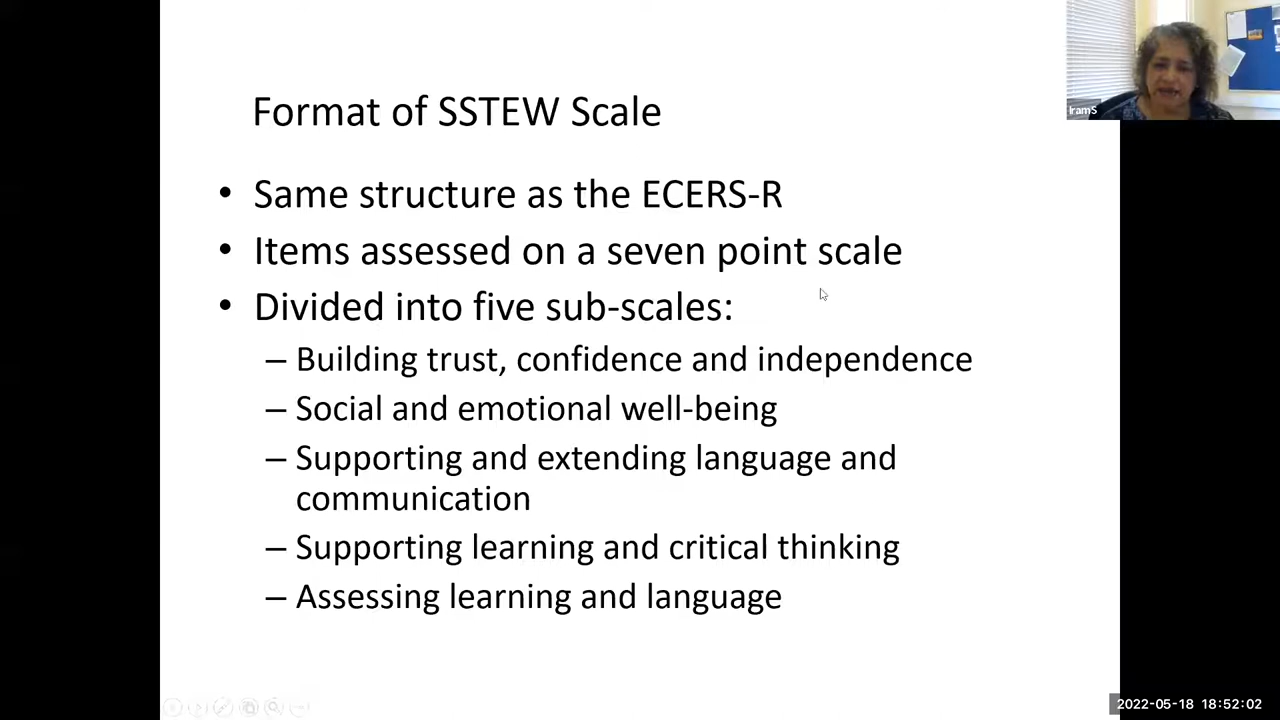 Format of SSTEW Scale
• Same structure as the ECERS-R
• Items assessed on a seven point scale
• Divided into five sub-scales:
– Building trust, confidence and independence
– Social and emotional well-being
– Supporting and extending language and
communication
– Supporting learning and critical thinking
– Assessing learning and language
Iram S
2022-05-18 18:52:02